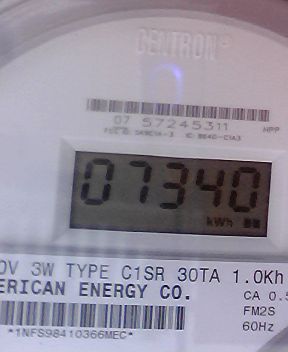 CENTRON®
07 57245311
HPP
07340
kWh
0V 3W TYPE C1SR 30TA 1.0Kh
ERICAN ENERGY CO.
CA 0.5
FM2S
60Hz
*1NFS98410366MEC*